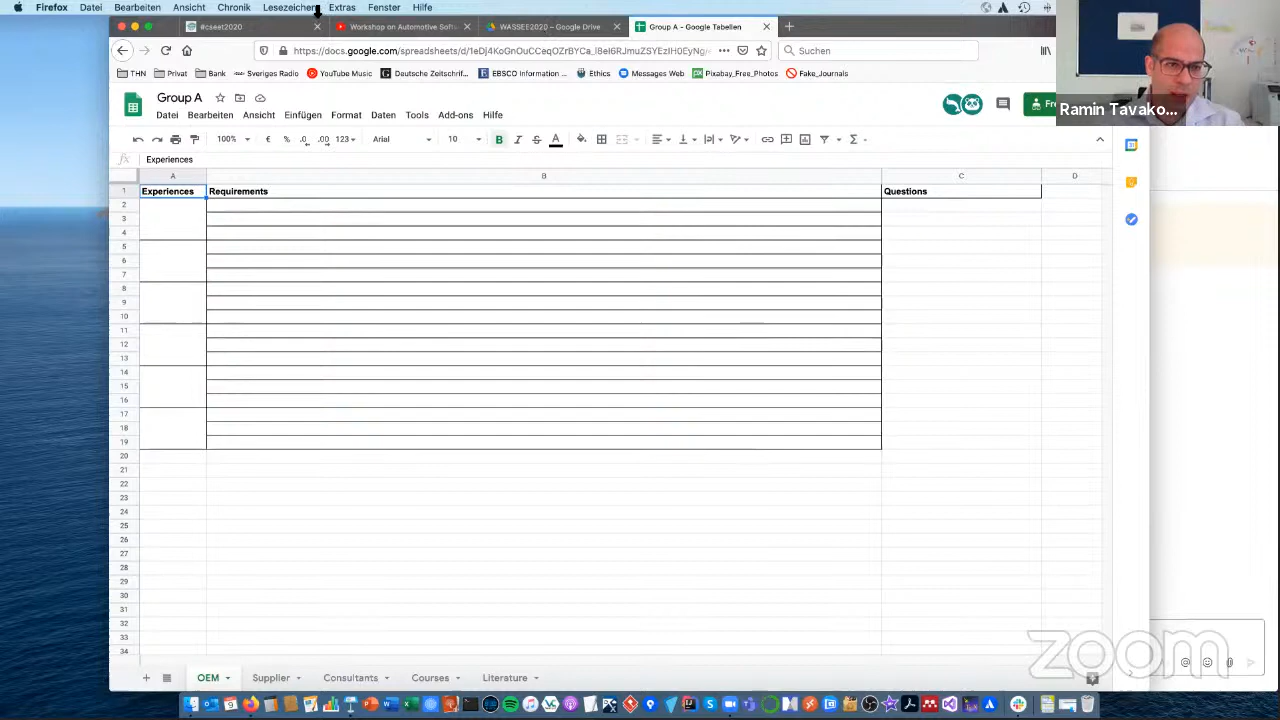 Firefox Datei Bearbeiten Ansicht Chronik Lesezeichen Extras Fenster Hilfe
#cseet2020 Workshop on Automotive Softw WASSEE2020 – Google Drive Group A - Google Tabellen
Suchen
THN Privat Bank Sveriges Radio YouTube Music Deutsche Zeitschrif... EBSCO Information ... Ethics Messages Web Pixabay_Free_Photos Fake_Journals
Ramin Tavako...
Group A
Datei Bearbeiten Ansicht Einfügen Format Daten Tools Add-ons Hilfe
100% € % .0 .00 123 Arial 10
fx Experiences
A B C D
1 Experiences Requirements Questions
2
3
4
5
6
7
8
9
10
11
12
13
14
15
16
17
18
19
20
21
22
23
24
25
26
27
28
29
30
31
32
33
34
zoom
OEM Supplier Consultants Courses Literature